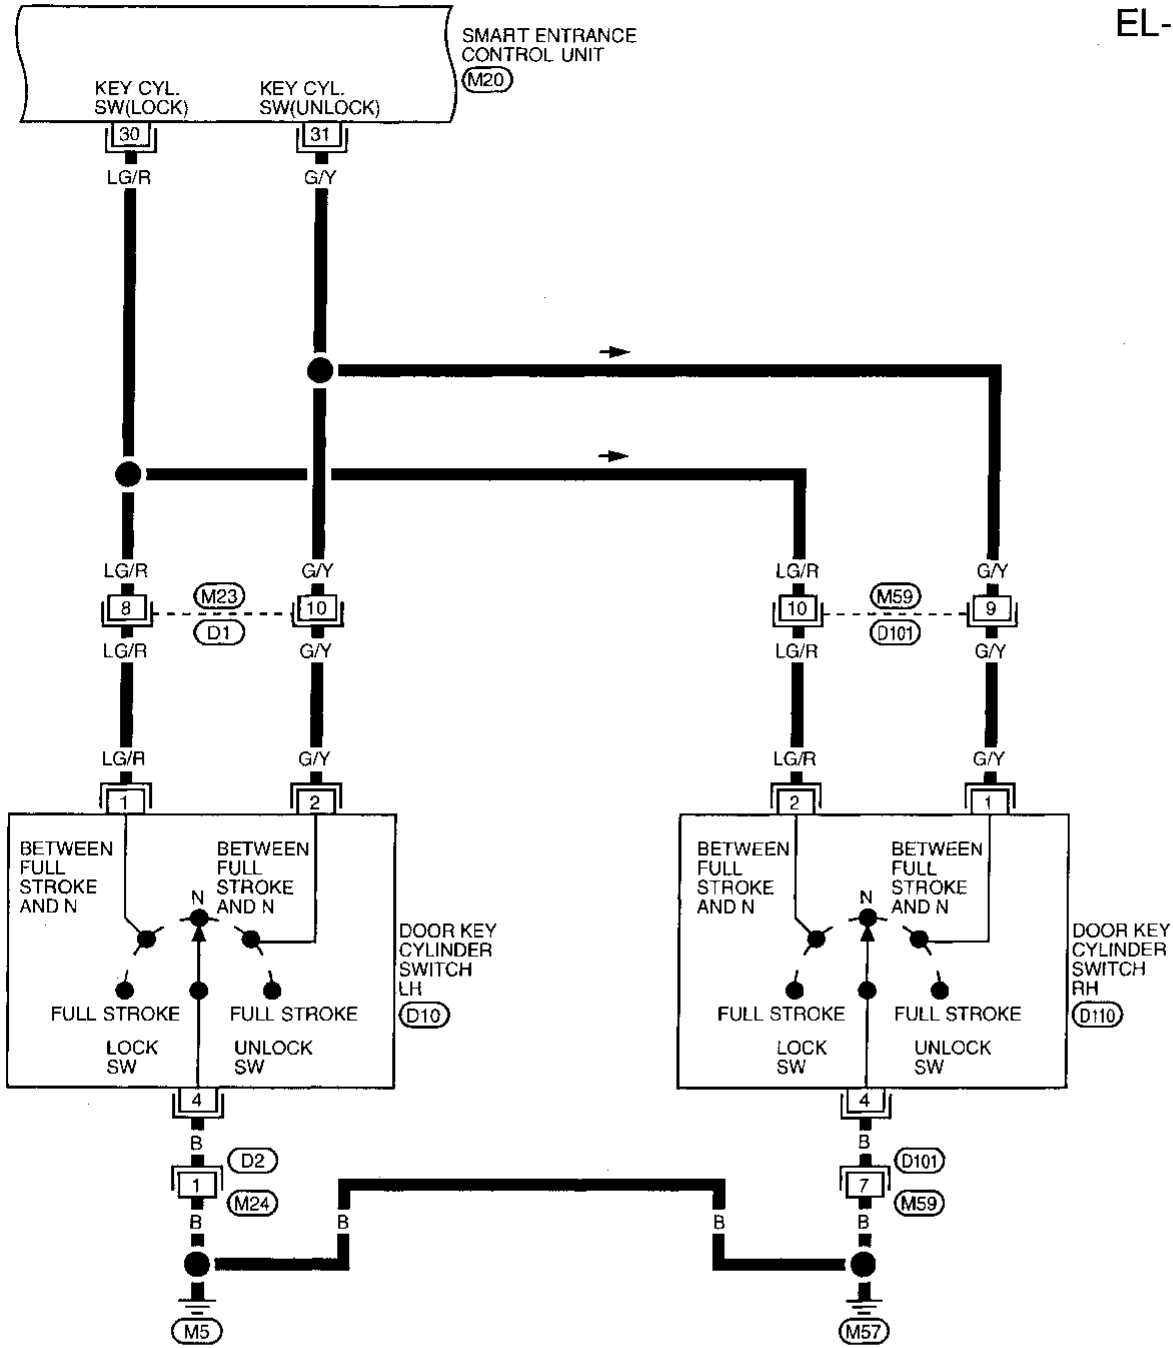 EL-
SMART ENTRANCE
CONTROL UNIT
M20
KEY CYL.
SW(LOCK)
KEY CYL.
SW(UNLOCK)
30
31
LG/R
G/Y
LG/R
G/Y
LG/R
G/Y
8
M23
10
10
M59
9
D1
D101
LG/R
G/Y
LG/R
G/Y
LG/R
G/Y
LG/R
G/Y
1
2
2
1
BETWEEN
FULL
STROKE
AND N
N
BETWEEN
FULL
STROKE
AND N
BETWEEN
FULL
STROKE
AND N
N
BETWEEN
FULL
STROKE
AND N
DOOR KEY
CYLINDER
SWITCH
LH
D10
DOOR KEY
CYLINDER
SWITCH
RH
D110
FULL STROKE
FULL STROKE
FULL STROKE
FULL STROKE
LOCK
SW
UNLOCK
SW
LOCK
SW
UNLOCK
SW
4
4
B
B
D2
D101
1
7
M24
M59
B
B
B
B
M5
M57